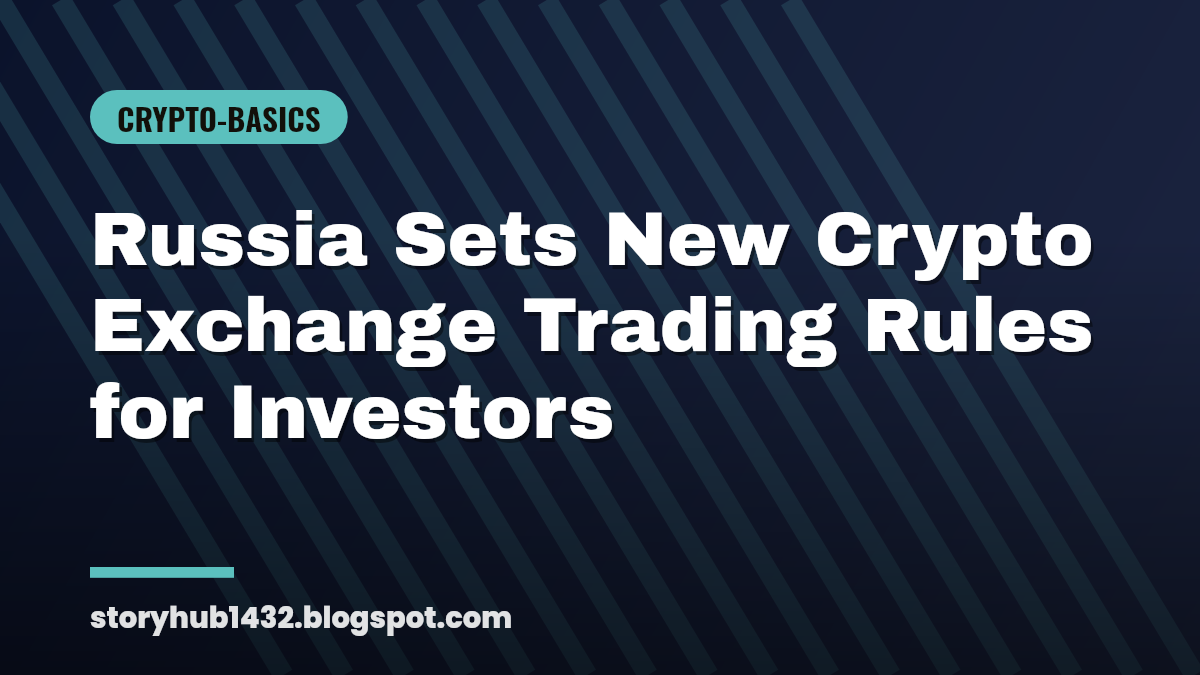 CRYPTO-BASICS
Russia Sets New Crypto
Exchange Trading Rules
for Investors
storyhub1432.blogspot.com